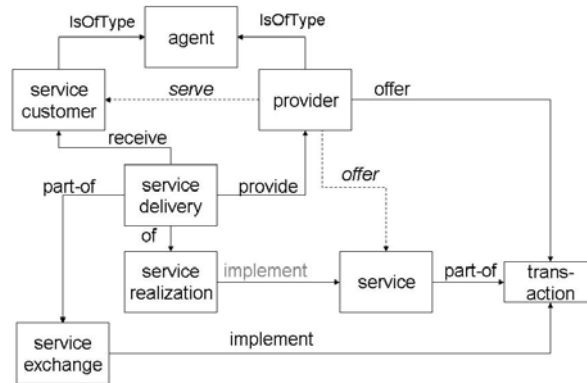 IsOfType
IsOfType
agent
service
customer
serve
provider
offer
receive
part-of
service
delivery
provide
offer
of
service
realization
implement
service
part-of
trans-
action
service
exchange
implement